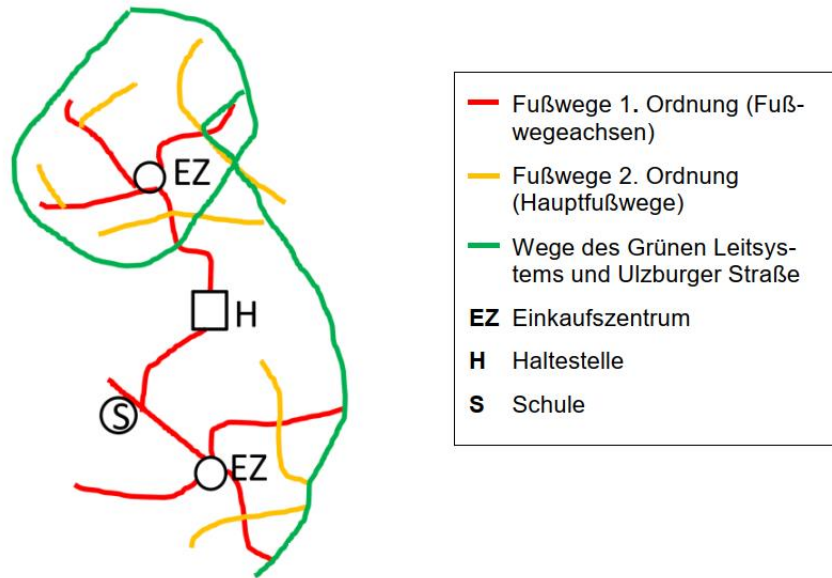 EZ
H
S
EZ
Fußwege 1. Ordnung (Fuß-
wegeachsen)
Fußwege 2. Ordnung
(Hauptfußwege)
Wege des Grünen Leitsys-
tems und Ulzburger Straße
EZ Einkaufszentrum
H Haltestelle
S Schule